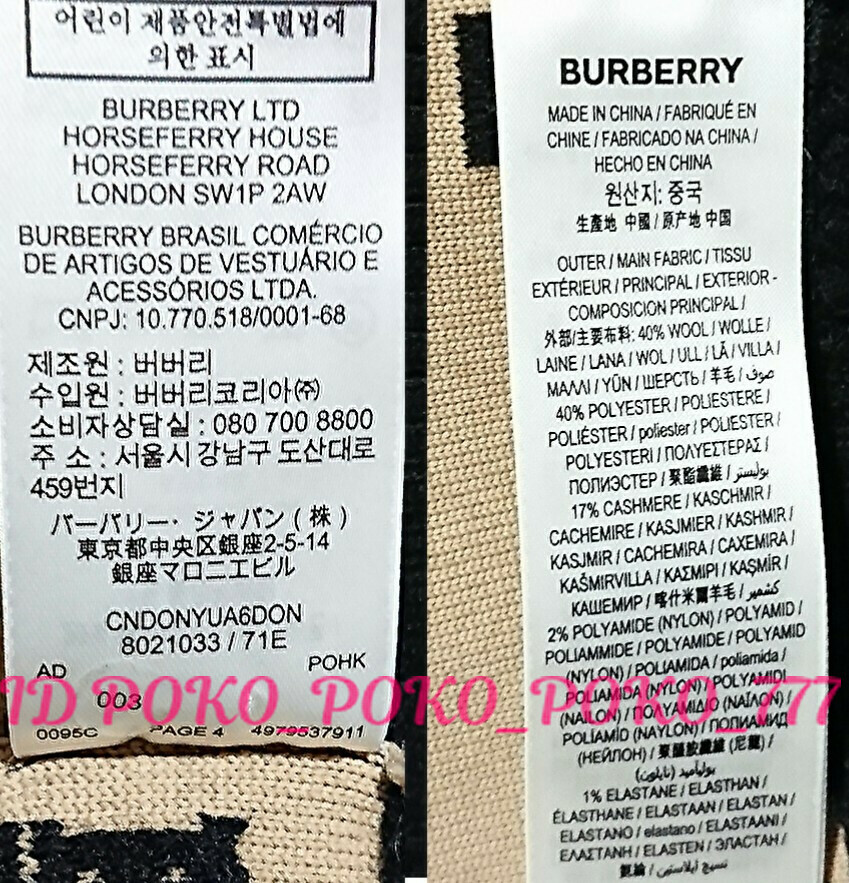 어린이 제품안전특별법에
의한 표시
BURBERRY LTD
HORSEFERRY HOUSE
HORSEFERRY ROAD
LONDON SW1P 2AW
BURBERRY BRASIL COMÉRCIO
DE ARTIGOS DE VESTUÁRIO E
ACESSÓRIOS LTDA.
CNPJ: 10.770.518/0001-68
제조원 : 버버리
수입원 : 버버리코리아㈜
소비자상담실 : 080 700 8800
주 소 : 서울시 강남구 도산대로
459번지
バーバリー・ジャパン ( 株 )
東京都中央区銀座2-5-14
銀座マロニエビル
CNDONYUA6DON
8021033 / 71E
AD POHK
003
0095C PAGE 4 4979537911
BURBERRY
MADE IN CHINA / FABRIQUÉ EN
CHINE / FABRICADO NA CHINA /
HECHO EN CHINA
원산지: 중국
生產地 中國 / 原产地 中国
OUTER / MAIN FABRIC / TISSU
EXTÉRIEUR / PRINCIPAL / EXTERIOR -
COMPOSICION PRINCIPAL /
外部/主要布料: 40% WOOL / WOLLE /
LAINE / LANA / WOL / ULL / LÃ / VILLA /
ΜΑΛΛΙ / YÜN / ШЕРСТЬ / 羊毛 / صوف /
40% POLYESTER / POLIESTERE /
POLIÉSTER / poliester / POLIESTER /
POLYESTERI / ΠΟΛΥΕΣΤΕΡΑΣ /
ПОЛИЭСТЕР / 聚酯纖維 / بوليستر /
17% CASHMERE / KASCHMIR /
CACHEMIRE / KASJMIER / KASHMIR /
KASJMIR / CACHEMIRA / CAXEMIRA /
KAŠMIRVILLA / ΚΑΣΜΙΡΙ / KAŞMİR /
КАШЕМИР / 喀什米爾羊毛 / كشمير /
2% POLYAMIDE (NYLON) / POLYAMID /
POLIAMMIDE / POLYAMIDE / POLYAMID
(NYLON) / POLIAMIDA / poliamida /
POLIAMIDA (NYLON) / POLYAMIDI
(NAILON) / ΠΟΛΥΑΜΙΔΙΟ (ΝΑΪΛΟΝ) /
POLIAMİD (NAYLON) / ПОЛИАМИД
(НЕЙЛОН) / 聚醯胺纖維 (尼龍) /
بولياميد (نايلون) /
1% ELASTANE / ELASTHAN /
ÉLASTHANE / ELASTAAN / ELASTAN /
ELASTANO / elastano / ELASTAANI /
ΕΛΑΣΤΑΝΗ / ELASTEN / ЭЛАСТАН /
نسيج إيلاستين /
ID POKO_POKO_POKO_777